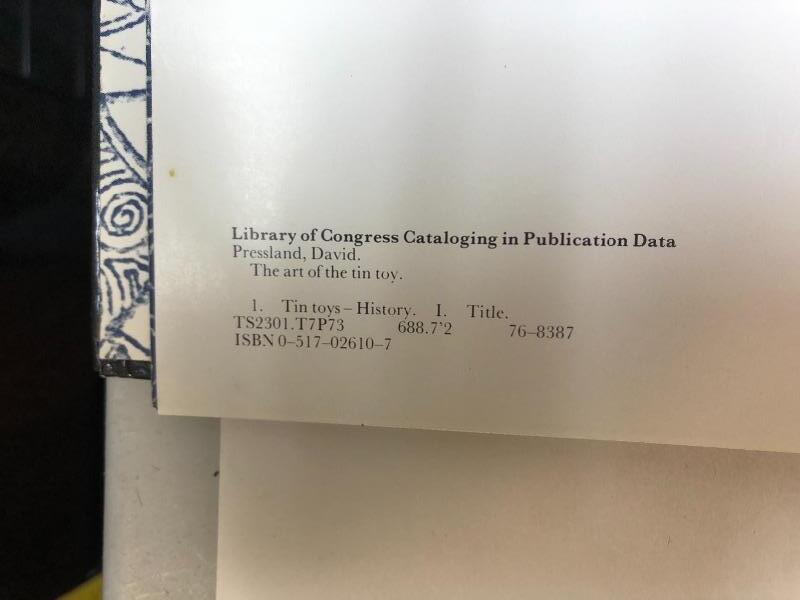 Library of Congress Cataloging in Publication Data
Pressland, David.
The art of the tin toy.
1. Tin toys – History. I. Title.
TS2301.T7P73 688.7'2 76–8387
ISBN 0–517–02610–7